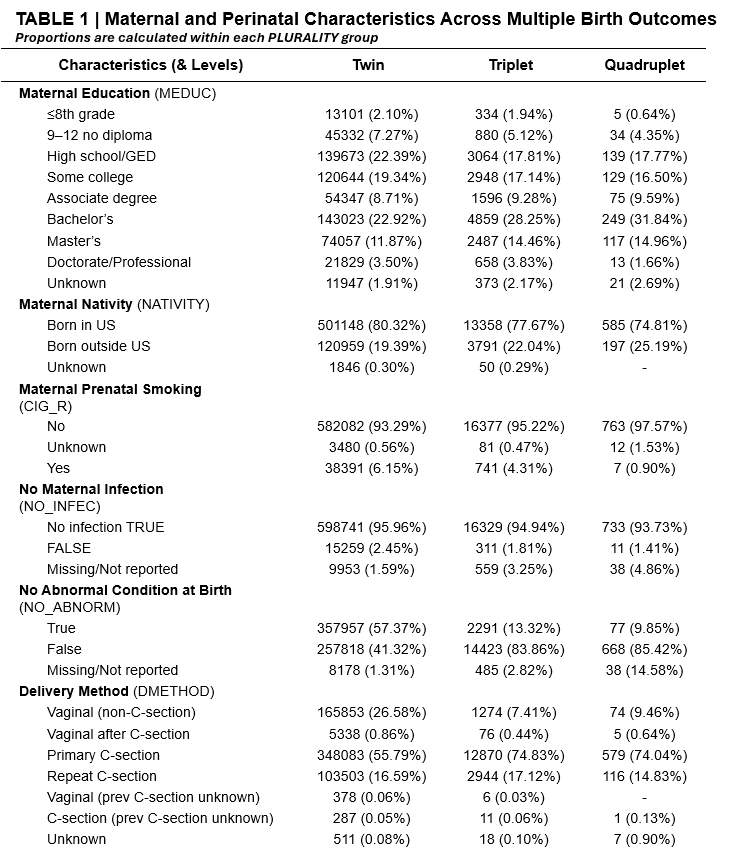 TABLE 1 | Maternal and Perinatal Characteristics Across Multiple Birth Outcomes
Proportions are calculated within each PLURALITY group
Characteristics (& Levels) Twin Triplet Quadruplet
Maternal Education (MEDUC)
≤8th grade 13101 (2.10%) 334 (1.94%) 5 (0.64%)
9–12 no diploma 45332 (7.27%) 880 (5.12%) 34 (4.35%)
High school/GED 139673 (22.39%) 3064 (17.81%) 139 (17.77%)
Some college 120644 (19.34%) 2948 (17.14%) 129 (16.50%)
Associate degree 54347 (8.71%) 1596 (9.28%) 75 (9.59%)
Bachelor’s 143023 (22.92%) 4859 (28.25%) 249 (31.84%)
Master’s 74057 (11.87%) 2487 (14.46%) 117 (14.96%)
Doctorate/Professional 21829 (3.50%) 658 (3.83%) 13 (1.66%)
Unknown 11947 (1.91%) 373 (2.17%) 21 (2.69%)
Maternal Nativity (NATIVITY)
Born in US 501148 (80.32%) 13358 (77.67%) 585 (74.81%)
Born outside US 120959 (19.39%) 3791 (22.04%) 197 (25.19%)
Unknown 1846 (0.30%) 50 (0.29%) -
Maternal Prenatal Smoking
(CIG_R)
No 582082 (93.29%) 16377 (95.22%) 763 (97.57%)
Unknown 3480 (0.56%) 81 (0.47%) 12 (1.53%)
Yes 38391 (6.15%) 741 (4.31%) 7 (0.90%)
No Maternal Infection
(NO_INFEC)
No infection TRUE 598741 (95.96%) 16329 (94.94%) 733 (93.73%)
FALSE 15259 (2.45%) 311 (1.81%) 11 (1.41%)
Missing/Not reported 9953 (1.59%) 559 (3.25%) 38 (4.86%)
No Abnormal Condition at Birth
(NO_ABNORM)
True 357957 (57.37%) 2291 (13.32%) 77 (9.85%)
False 257818 (41.32%) 14423 (83.86%) 668 (85.42%)
Missing/Not reported 8178 (1.31%) 485 (2.82%) 38 (14.58%)
Delivery Method (DMETHOD)
Vaginal (non-C-section) 165853 (26.58%) 1274 (7.41%) 74 (9.46%)
Vaginal after C-section 5338 (0.86%) 76 (0.44%) 5 (0.64%)
Primary C-section 348083 (55.79%) 12870 (74.83%) 579 (74.04%)
Repeat C-section 103503 (16.59%) 2944 (17.12%) 116 (14.83%)
Vaginal (prev C-section unknown) 378 (0.06%) 6 (0.03%) -
C-section (prev C-section unknown) 287 (0.05%) 11 (0.06%) 1 (0.13%)
Unknown 511 (0.08%) 18 (0.10%) 7 (0.90%)